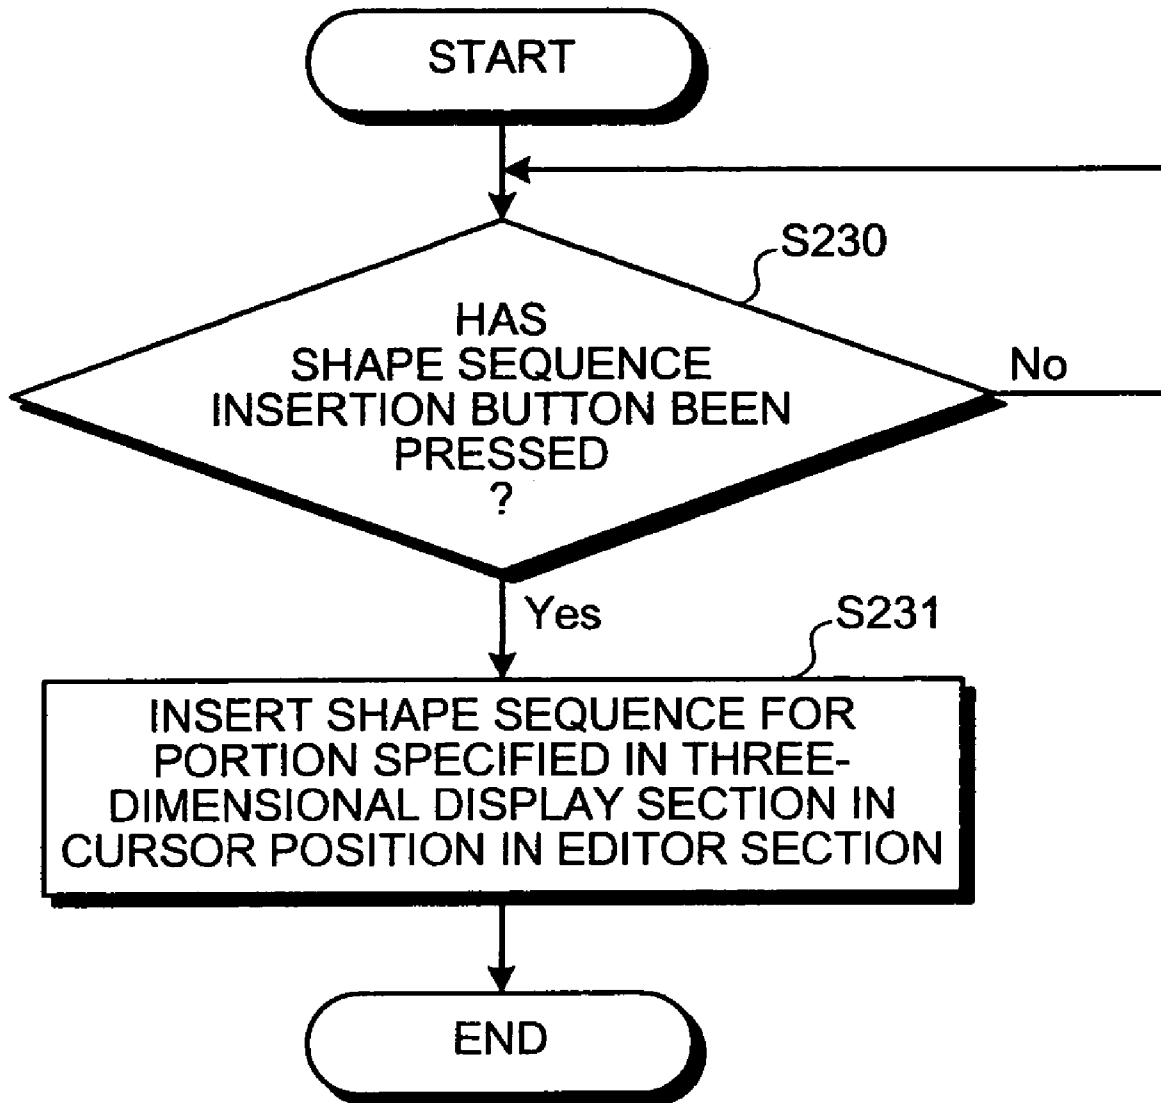 START
S230
HAS
SHAPE SEQUENCE
INSERTION BUTTON BEEN
PRESSED
?
No
Yes
S231
INSERT SHAPE SEQUENCE FOR
PORTION SPECIFIED IN THREE-
DIMENSIONAL DISPLAY SECTION IN
CURSOR POSITION IN EDITOR SECTION
END